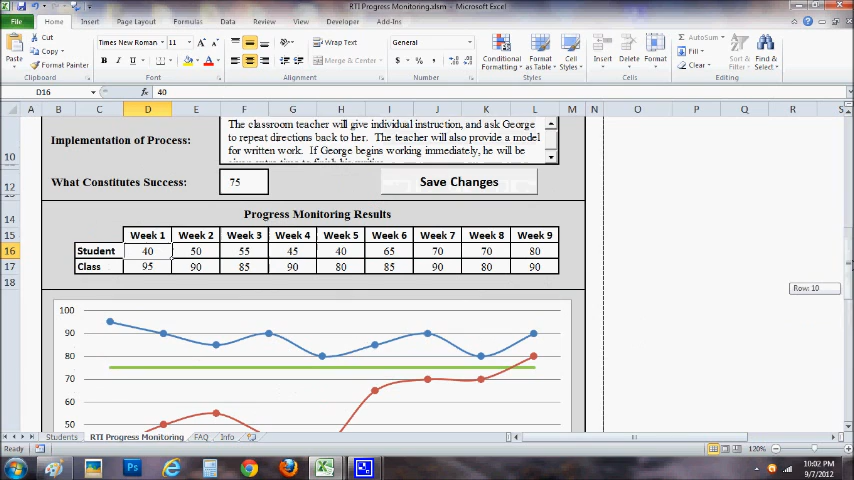 RTI Progress Monitoring.xlsm - Microsoft Excel
File Home Insert Page Layout Formulas Data Review View Developer Add-Ins
Cut
Copy
Paste
Format Painter
Clipboard
Times New Roman 11
B I U
Font
Wrap Text
Merge & Center
Alignment
General
$ % ,
Number
Conditional Formatting
Format as Table
Cell Styles
Styles
Insert Delete Format
Cells
AutoSum
Fill
Clear
Sort & Filter
Find & Select
Editing
D16 fx 40
A B C D E F G H I J K L M N O P Q R S
The classroom teacher will give individual instruction, and ask George
10 Implementation of Process: to repeat directions back to her. The teacher will also provide a model
for written work. If George begins working immediately, he will be
12 What Constitutes Success: 75 Save Changes
14 Progress Monitoring Results
15 Week 1 Week 2 Week 3 Week 4 Week 5 Week 6 Week 7 Week 8 Week 9
16 Student 40 50 55 45 40 65 70 70 80
17 Class 95 90 85 90 80 85 90 80 90
18
Row: 10
100
90
80
70
60
50
Students RTI Progress Monitoring FAQ Info
Ready 120%
10:02 PM
9/7/2012